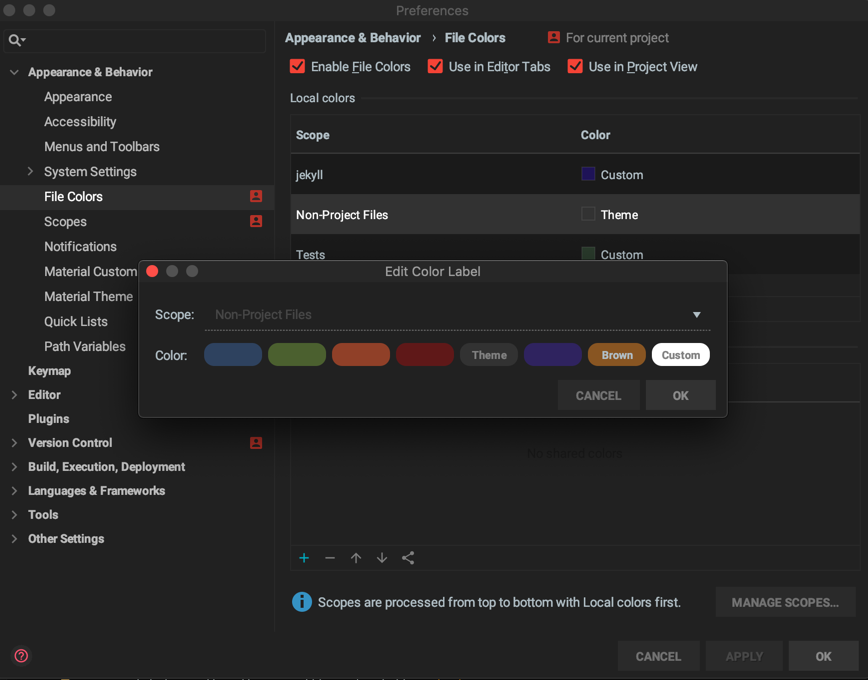 Preferences
Appearance & Behavior › File Colors For current project
Enable File Colors Use in Editor Tabs Use in Project View
Local colors
Scope Color
jekyll Custom
Non-Project Files Theme
Tests Custom
Appearance & Behavior
Appearance
Accessibility
Menus and Toolbars
System Settings
File Colors
Scopes
Notifications
Material Custom
Material Theme
Quick Lists
Path Variables
Keymap
Editor
Plugins
Version Control
Build, Execution, Deployment
Languages & Frameworks
Tools
Other Settings
Edit Color Label
Scope: Non-Project Files
Color: Theme Brown Custom
CANCEL OK
No shared colors
Scopes are processed from top to bottom with Local colors first. MANAGE SCOPES...
CANCEL APPLY OK